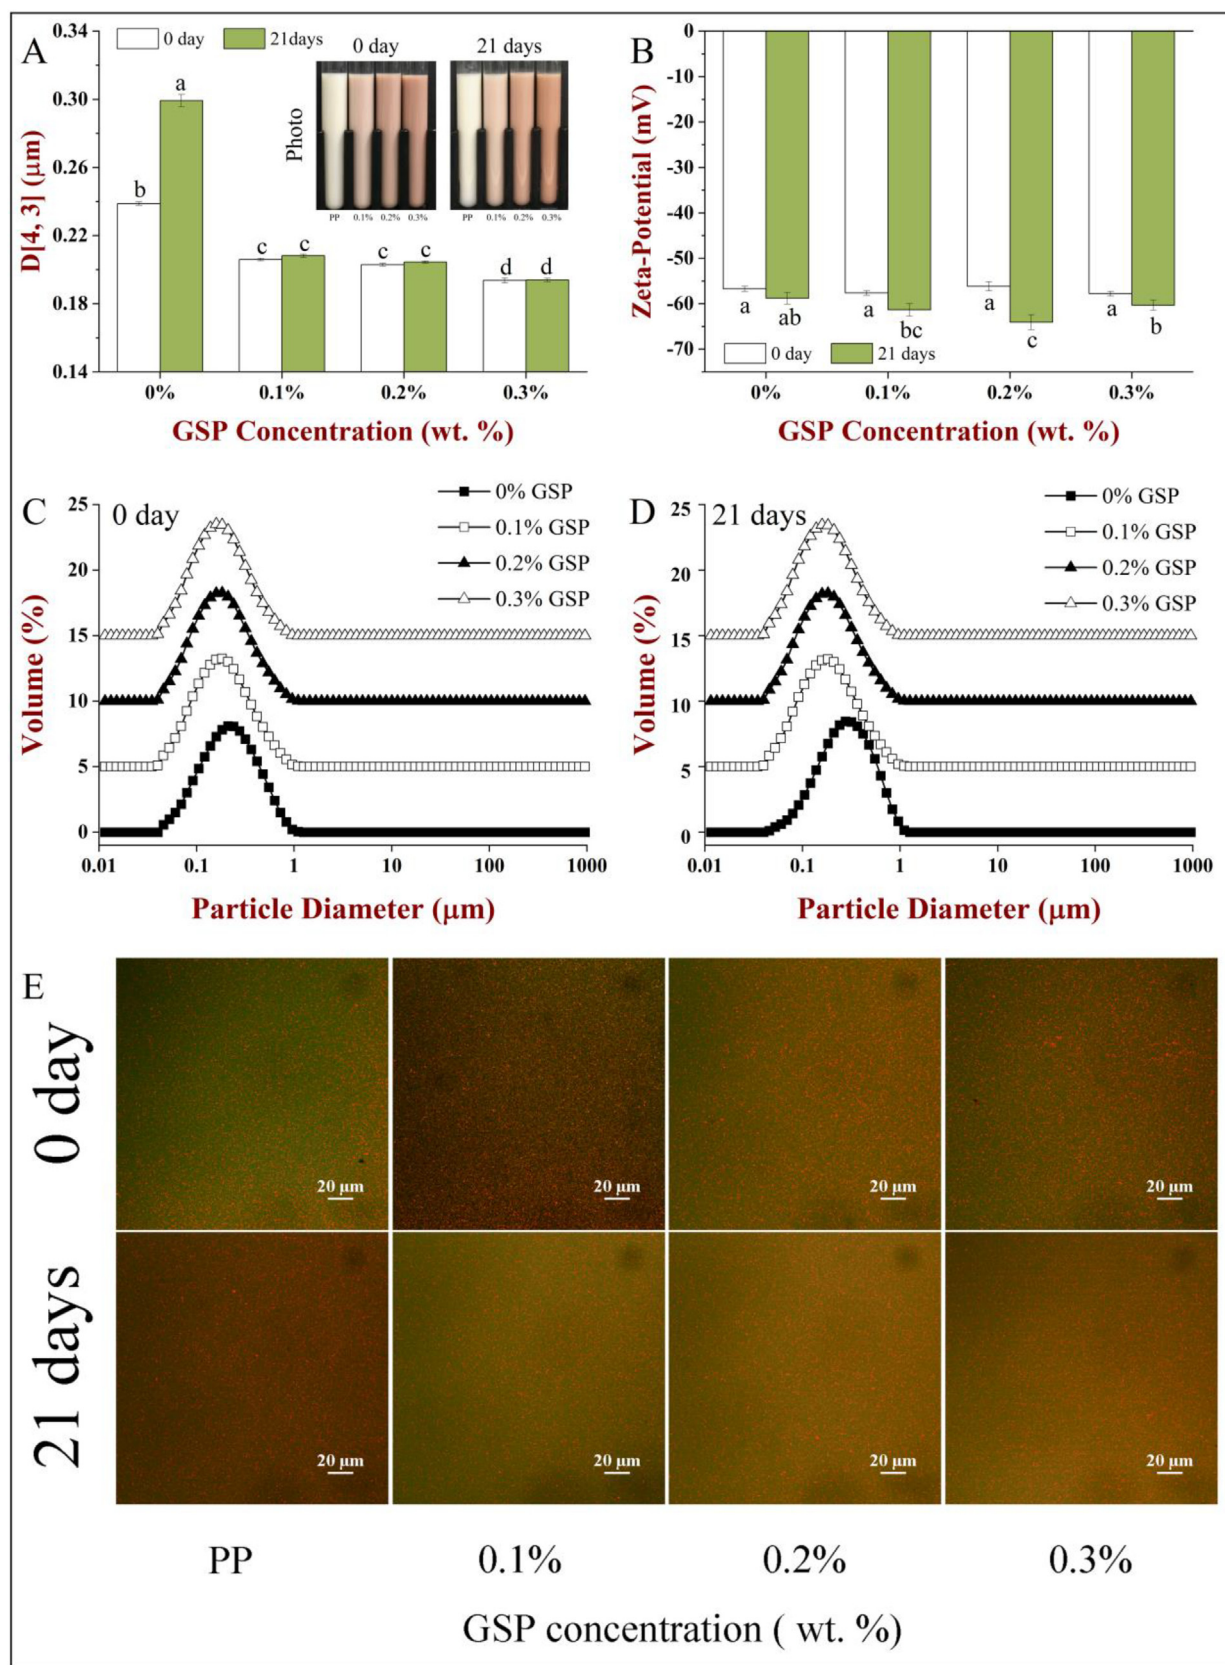 A
0 day
21days
0 day
21 days
Photo
PP
0.1%
0.2%
0.3%
PP
0.1%
0.2%
0.3%
0.34
0.30
0.26
0.22
0.18
0.14
D[4, 3] (μm)
b
a
c
c
c
c
d
d
0%
0.1%
0.2%
0.3%
GSP Concentration (wt. %)
B
0
-10
-20
-30
-40
-50
-60
-70
Zeta-Potential (mV)
a
ab
a
bc
a
c
a
b
0 day
21 days
0%
0.1%
0.2%
0.3%
GSP Concentration (wt. %)
C
0 day
0% GSP
0.1% GSP
0.2% GSP
0.3% GSP
25
20
15
10
5
0
Volume (%)
0.01
0.1
1
10
100
1000
Particle Diameter (μm)
D
21 days
0% GSP
0.1% GSP
0.2% GSP
0.3% GSP
25
20
15
10
5
0
Volume (%)
0.01
0.1
1
10
100
1000
Particle Diameter (μm)
E
0 day
20 μm
20 μm
20 μm
20 μm
21 days
20 μm
20 μm
20 μm
20 μm
PP
0.1%
0.2%
0.3%
GSP concentration ( wt. %)